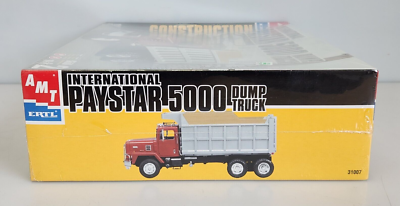 CONSTRUCTION
AMT
ERTL
INTERNATIONAL
PAYSTAR 5000 DUMP
TRUCK
31007